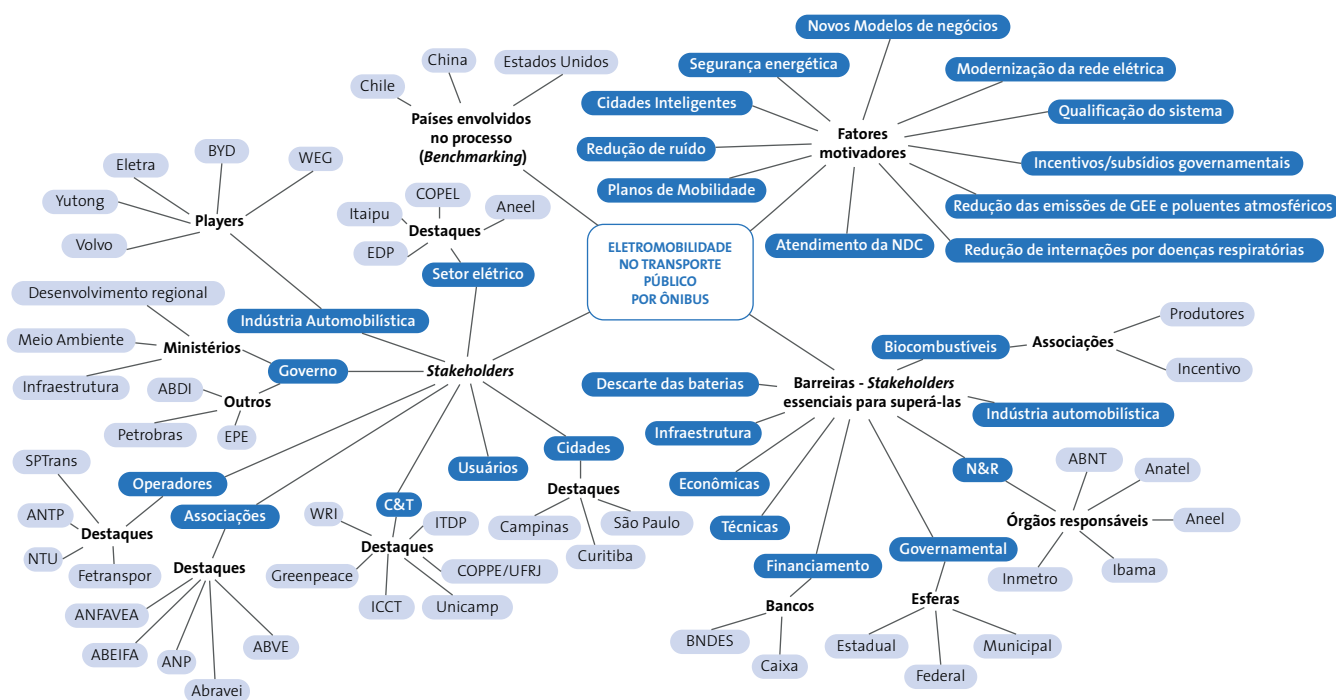 Novos Modelos de negócios
Segurança energética
Modernização da rede elétrica
Cidades Inteligentes
Qualificação do sistema
Fatores
motivadores
Redução de ruído
Incentivos/subsídios governamentais
Planos de Mobilidade
Redução das emissões de GEE e poluentes atmosféricos
Atendimento da NDC
Redução de internações por doenças respiratórias
China
Estados Unidos
Chile
Países envolvidos
no processo
(Benchmarking)
BYD
WEG
Eletra
Yutong
Players
Volvo
COPEL
Itaipu
Aneel
Destaques
EDP
Setor elétrico
ELETROMOBILIDADE
NO TRANSPORTE
PÚBLICO
POR ÔNIBUS
Desenvolvimento regional
Indústria Automobilística
Meio Ambiente
Ministérios
Infraestrutura
Governo
Stakeholders
ABDI
Outros
Petrobras
EPE
SPTrans
Operadores
ANTP
Destaques
NTU
Fetranspor
Associações
Destaques
ANFAVEA
ABEIFA
ANP
Abravei
ABVE
C&T
WRI
ITDP
Destaques
Greenpeace
COPPE/UFRJ
ICCT
Unicamp
Usuários
Cidades
Destaques
Campinas
São Paulo
Curitiba
Barreiras - Stakeholders
essenciais para superá-las
Biocombustíveis
Associações
Produtores
Incentivo
Descarte das baterias
Indústria automobilística
Infraestrutura
Econômicas
Técnicas
Financiamento
Bancos
BNDES
Caixa
Governamental
Esferas
Estadual
Municipal
Federal
N&R
Órgãos responsáveis
ABNT
Anatel
Aneel
Ibama
Inmetro